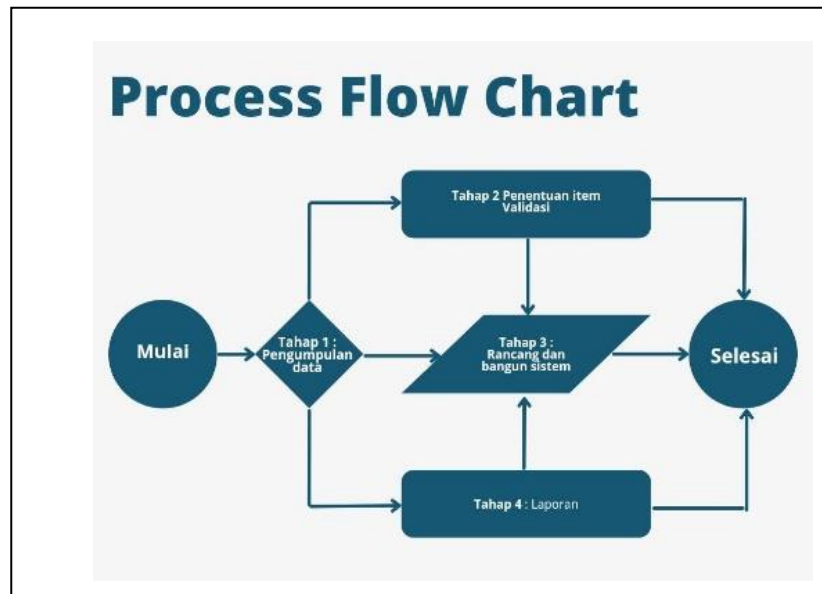 Process Flow Chart
Tahap 2 Penentuan item
Validasi
Mulai
Tahap 1 :
Pengumpulan
data
Tahap 3 :
Rancang dan
bangun sistem
Selesai
Tahap 4 : Laporan